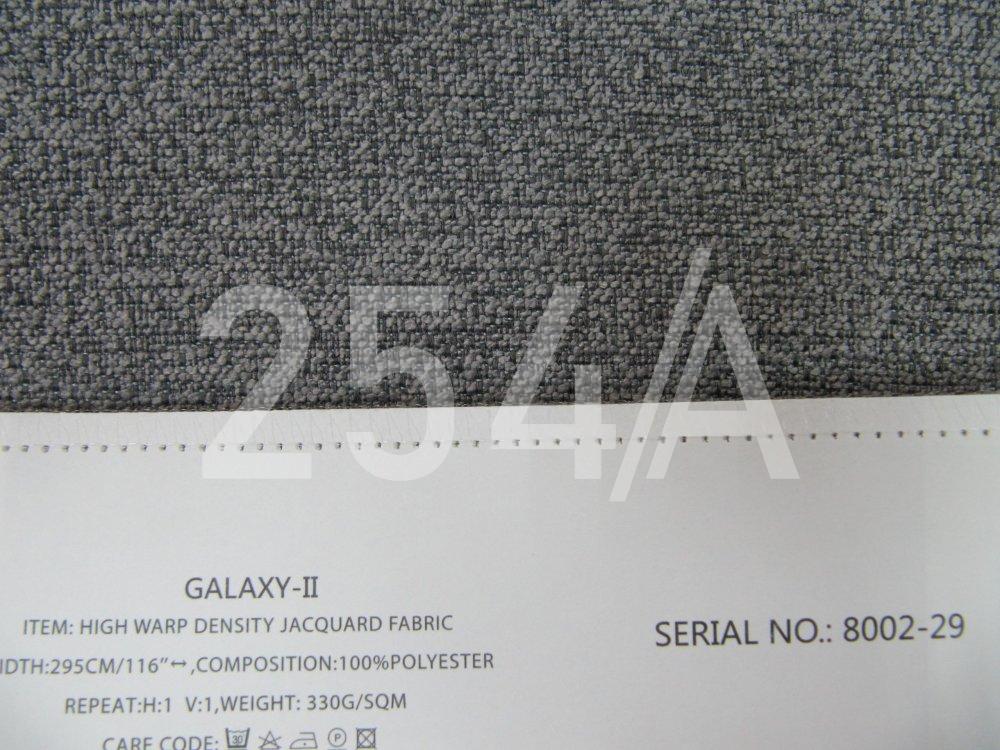 254/A
GALAXY-II
ITEM: HIGH WARP DENSITY JACQUARD FABRIC
SERIAL NO.: 8002-29
IDTH:295CM/116"↔,COMPOSITION:100%POLYESTER
REPEAT:H:1 V:1,WEIGHT: 330G/SQM
CARE CODE: 30 P